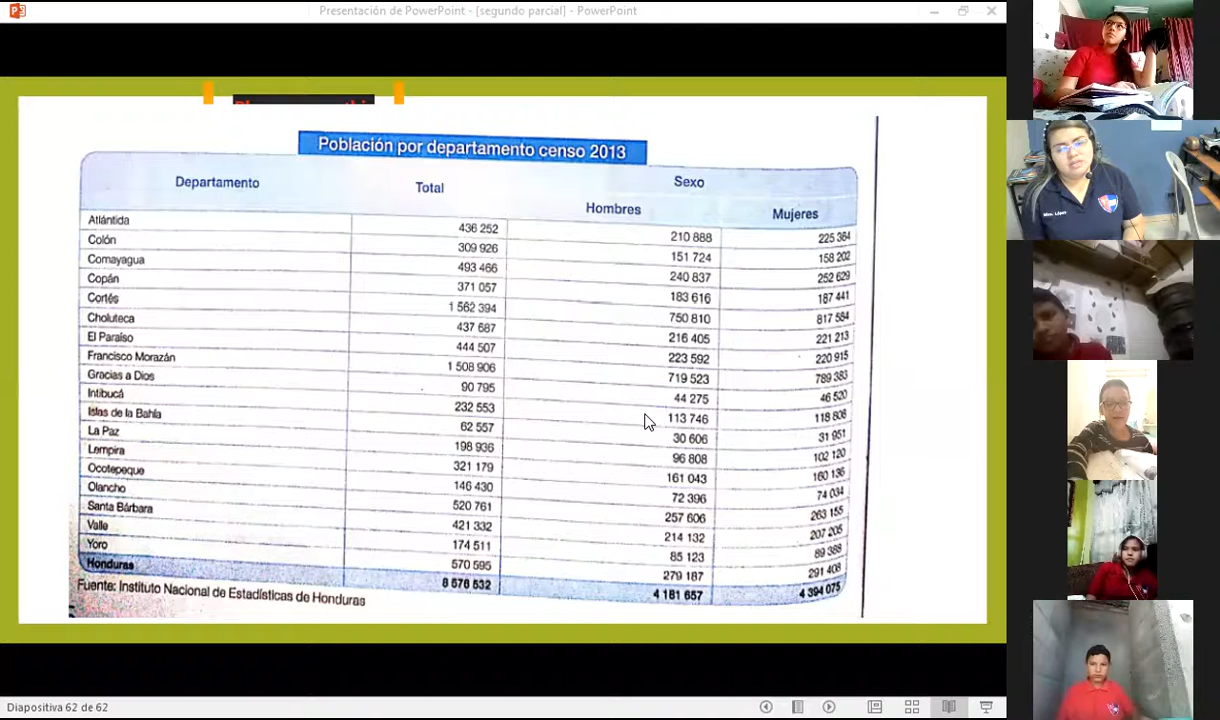 Presentación de PowerPoint - [segundo parcial] - PowerPoint
Población por departamento censo 2013
Departamento Total Sexo
Hombres Mujeres
Atlántida 436 252 210 888 225 364
Colón 309 926 151 724 158 202
Comayagua 493 466 240 837 252 629
Copán 371 057 183 616 187 441
Cortés 1 562 394 750 810 817 584
Choluteca 437 687 216 405 221 213
El Paraíso 444 507 223 592 220 915
Francisco Morazán 1 508 906 719 523 789 383
Gracias a Dios 90 795 44 275 46 520
Intibucá 232 553 113 746 118 808
Islas de la Bahía 62 557 30 606 31 951
La Paz 198 936 96 808 102 120
Lempira 321 179 161 043 160 136
Ocotepeque 146 430 72 396 74 034
Olancho 520 761 257 606 263 155
Santa Bárbara 421 332 214 132 207 205
Valle 174 511 85 123 89 388
Yoro 570 595 279 187 291 408
Honduras 8 576 532 4 181 657 4 394 075
Fuente: Instituto Nacional de Estadísticas de Honduras
Diapositiva 62 de 62